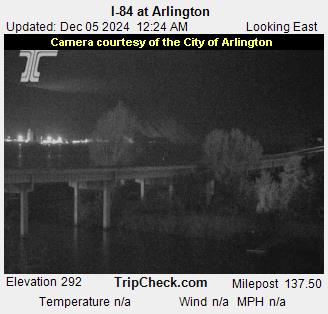 I-84 at Arlington
Updated: Dec 05 2024 12:24 AM Looking East
Camera courtesy of the City of Arlington
Elevation 292 TripCheck.com Milepost 137.50
Temperature n/a Wind n/a MPH n/a